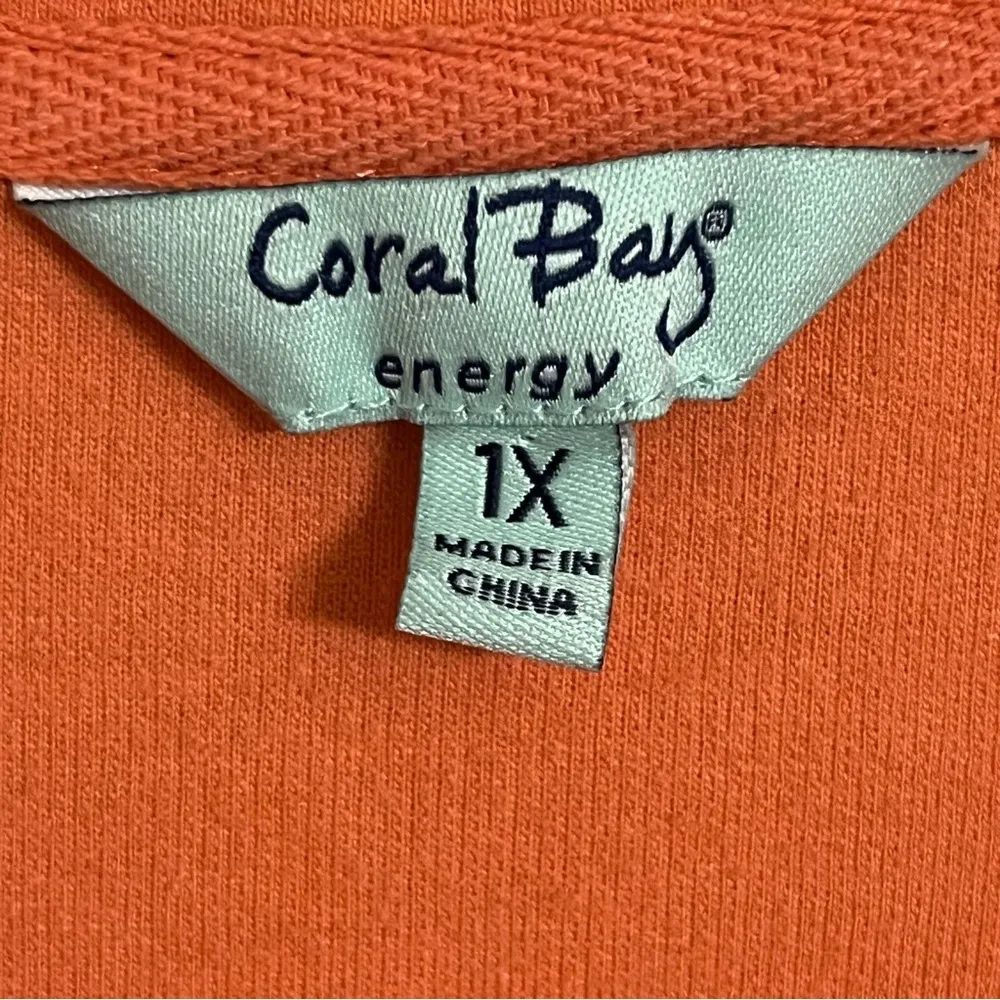 Coral Bay®
energy
1X
MADE IN
CHINA